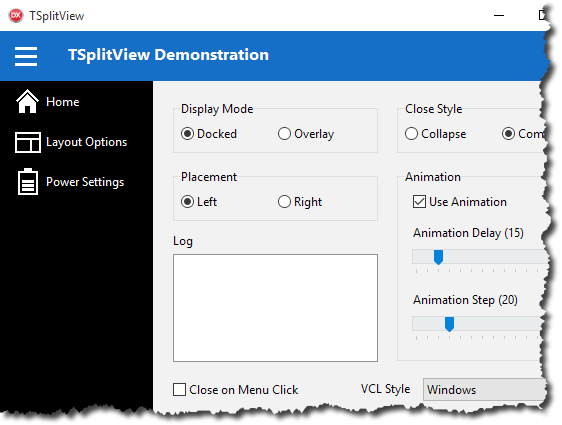 DX TSplitView
TSplitView Demonstration
Home
Layout Options
Power Settings
Display Mode
Docked Overlay
Close Style
Collapse
Placement
Left Right
Animation
Use Animation
Animation Delay (15)
Animation Step (20)
Log
Close on Menu Click
VCL Style Windows